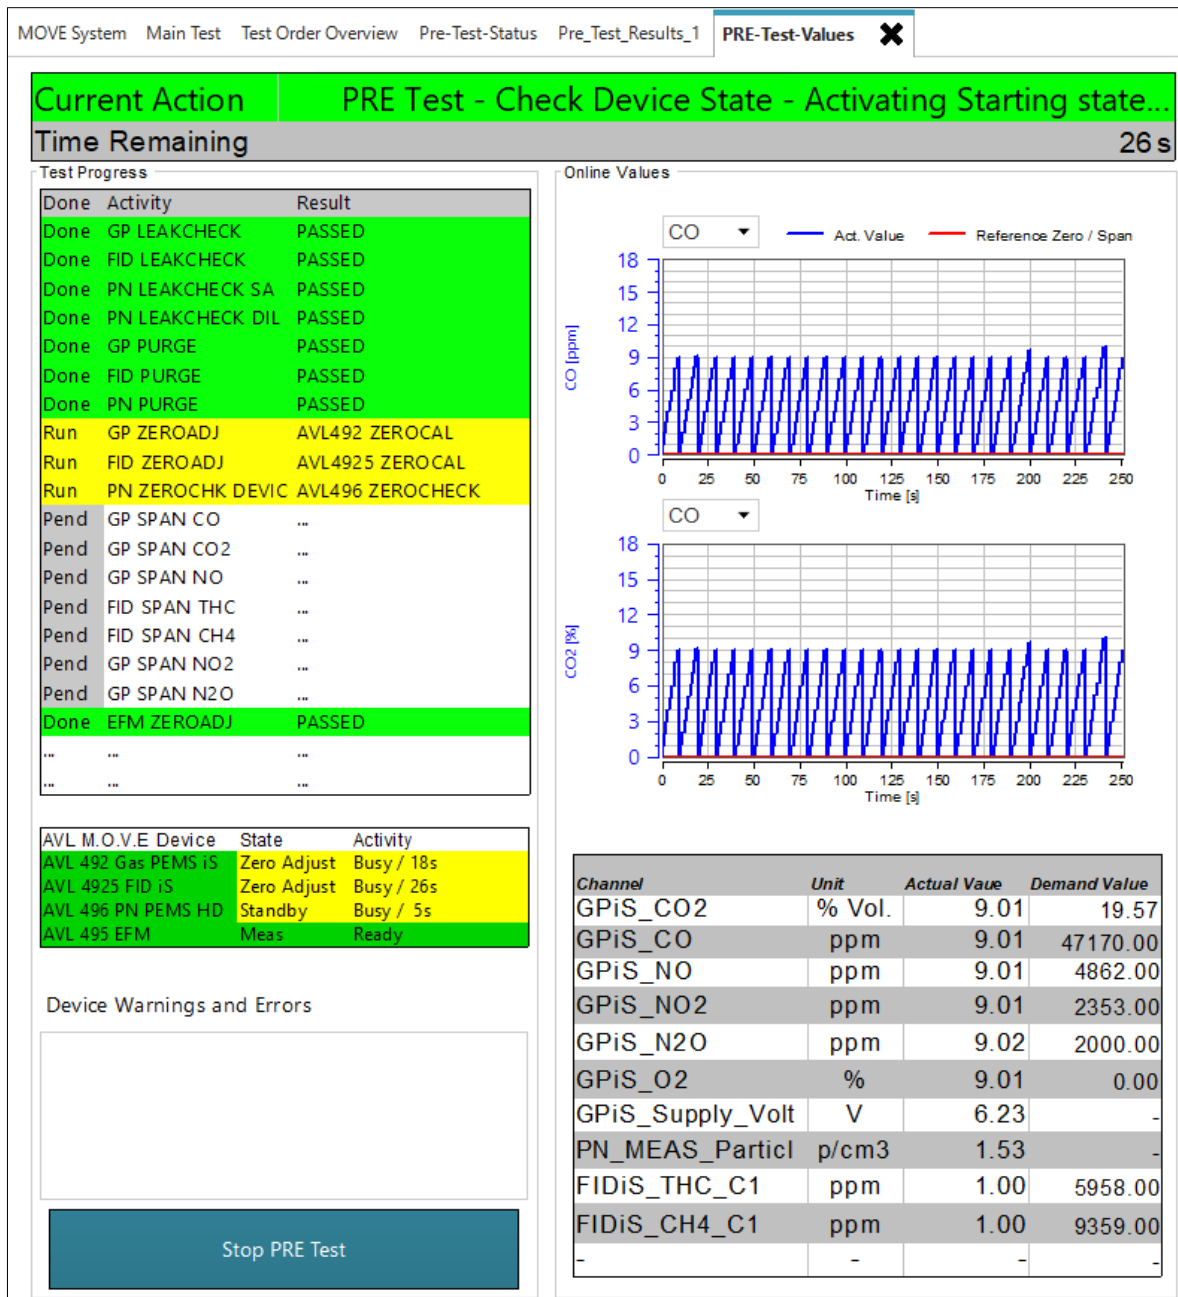 MOVE System Main Test Test Order Overview Pre-Test-Status Pre_Test_Results_1 PRE-Test-Values
Current Action PRE Test - Check Device State - Activating Starting state...
Time Remaining 26 s
Test Progress
Done Activity Result
Done GP LEAKCHECK PASSED
Done FID LEAKCHECK PASSED
Done PN LEAKCHECK SA PASSED
Done PN LEAKCHECK DIL PASSED
Done GP PURGE PASSED
Done FID PURGE PASSED
Done PN PURGE PASSED
Run GP ZEROADJ AVL492 ZEROCAL
Run FID ZEROADJ AVL4925 ZEROCAL
Run PN ZEROCHK DEVIC AVL496 ZEROCHECK
Pend GP SPAN CO ...
Pend GP SPAN CO2 ...
Pend GP SPAN NO ...
Pend FID SPAN THC ...
Pend FID SPAN CH4 ...
Pend GP SPAN NO2 ...
Pend GP SPAN N2O ...
Done EFM ZEROADJ PASSED
... ... ...
... ... ...
AVL M.O.V.E Device State Activity
AVL 492 Gas PEMS iS Zero Adjust Busy / 18s
AVL 4925 FID iS Zero Adjust Busy / 26s
AVL 496 PN PEMS HD Standby Busy / 5s
AVL 495 EFM Meas Ready
Device Warnings and Errors
Stop PRE Test
Online Values
CO Act. Value Reference Zero / Span
18
15
12
9
6
3
0
CO [ppm]
0 25 50 75 100 125 150 175 200 225 250
Time [s]
CO
18
15
12
9
6
3
0
CO2 [%]
0 25 50 75 100 125 150 175 200 225 250
Time [s]
Channel Unit Actual Vaue Demand Value
GPiS_CO2 % Vol. 9.01 19.57
GPiS_CO ppm 9.01 47170.00
GPiS_NO ppm 9.01 4862.00
GPiS_NO2 ppm 9.01 2353.00
GPiS_N2O ppm 9.02 2000.00
GPiS_O2 % 9.01 0.00
GPiS_Supply_Volt V 6.23 -
PN_MEAS_Particl p/cm3 1.53 -
FIDiS_THC_C1 ppm 1.00 5958.00
FIDiS_CH4_C1 ppm 1.00 9359.00
- - - -